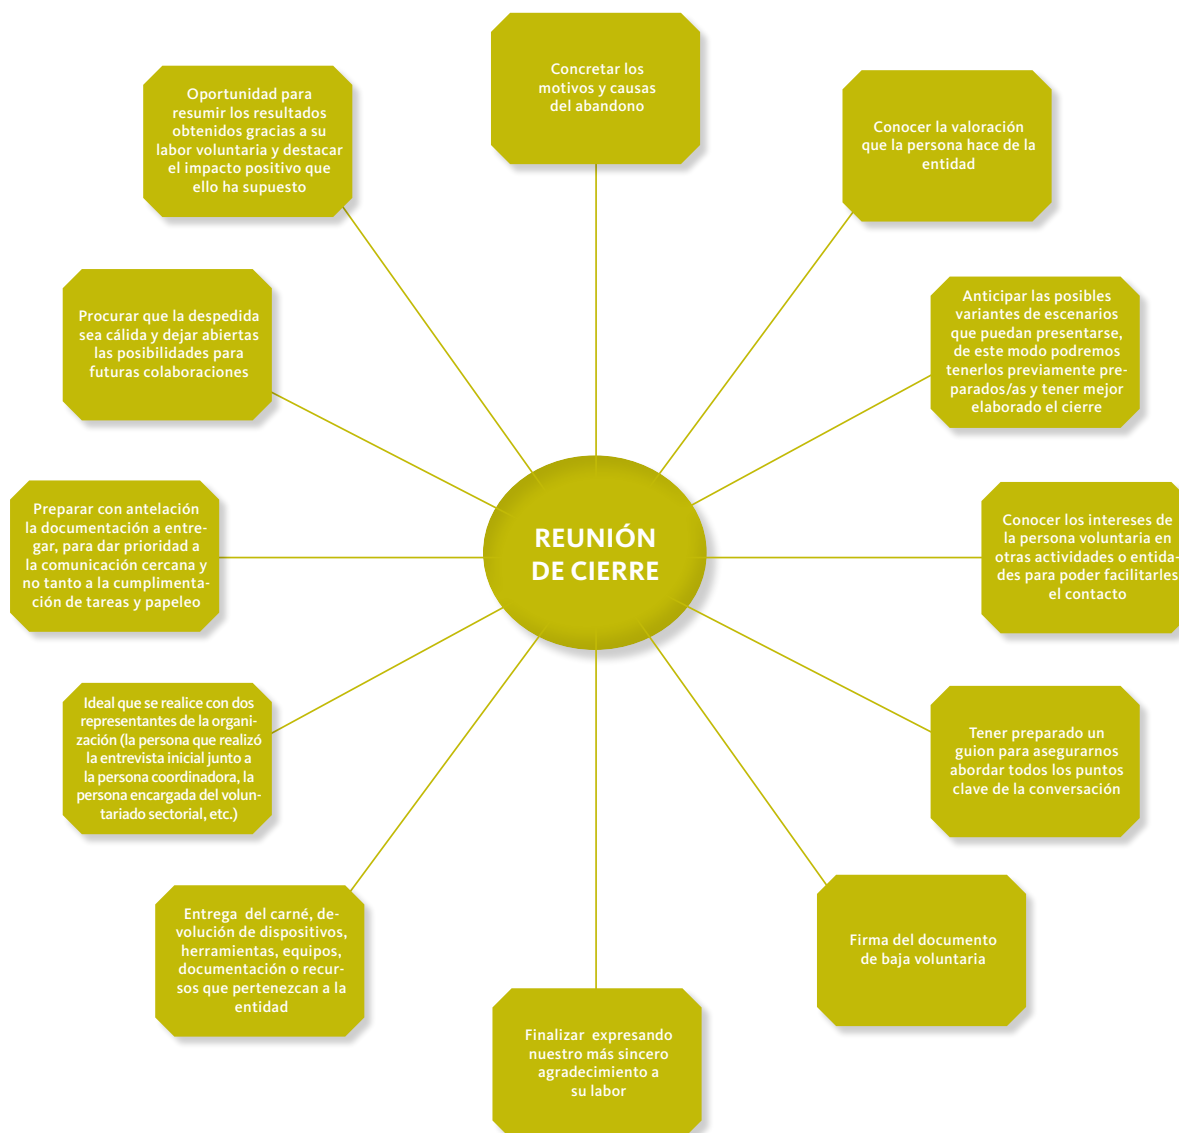 Concretar los
motivos y causas
del abandono
Conocer la valoración
que la persona hace de la
entidad
Anticipar las posibles
variantes de escenarios
que puedan presentarse,
de este modo podremos
tenerlos previamente pre-
parados/as y tener mejor
elaborado el cierre
Conocer los intereses de
la persona voluntaria en
otras actividades o entida-
des para poder facilitarles
el contacto
Tener preparado un
guion para asegurarnos
abordar todos los puntos
clave de la conversación
Firma del documento
de baja voluntaria
Finalizar expresando
nuestro más sincero
agradecimiento a
su labor
Entrega del carné, de-
volución de dispositivos,
herramientas, equipos,
documentación o recur-
sos que pertenezcan a la
entidad
Ideal que se realice con dos
representantes de la organi-
zación (la persona que realizó
la entrevista inicial junto a
la persona coordinadora, la
persona encargada del volun-
tariado sectorial, etc.)
Preparar con antelación
la documentación a entre-
gar, para dar prioridad a
la comunicación cercana y
no tanto a la cumplimenta-
ción de tareas y papeleo
Procurar que la despedida
sea cálida y dejar abiertas
las posibilidades para
futuras colaboraciones
Oportunidad para
resumir los resultados
obtenidos gracias a su
labor voluntaria y destacar
el impacto positivo que
ello ha supuesto
REUNIÓN
DE CIERRE